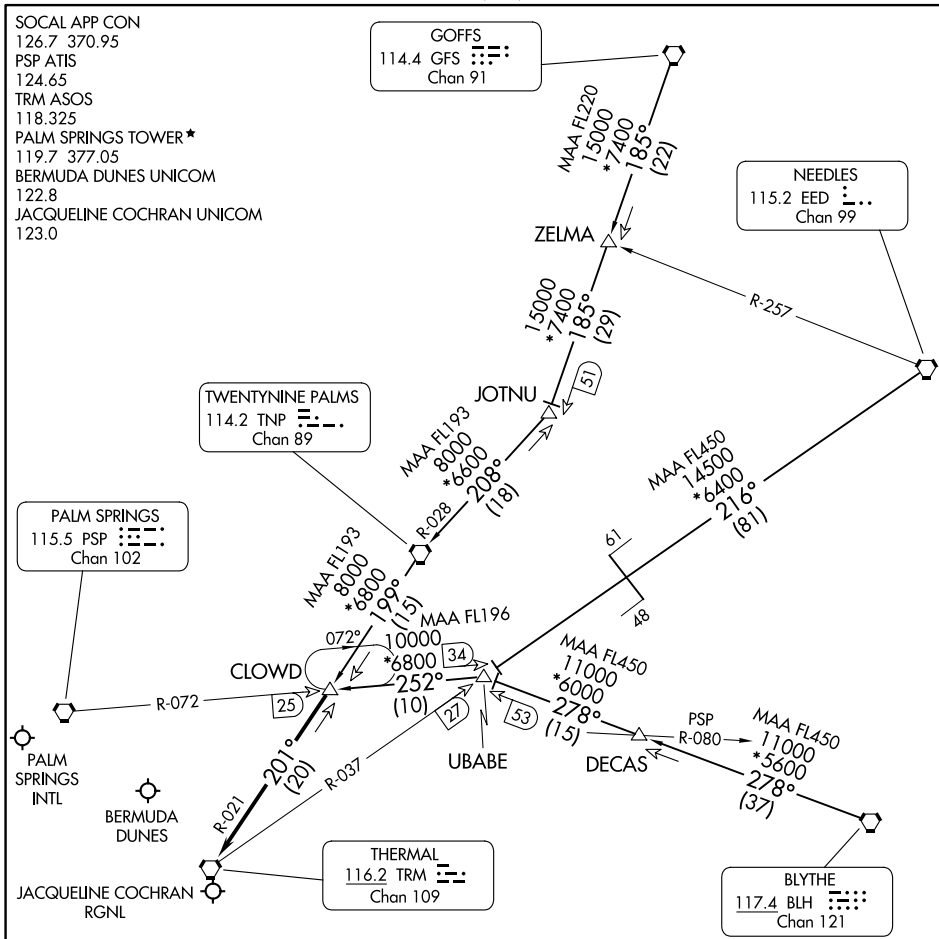 SOCAL APP CON
126.7 370.95
PSP ATIS
124.65
TRM ASOS
118.325
PALM SPRINGS TOWER★
119.7 377.05
BERMUDA DUNES UNICOM
122.8
JACQUELINE COCHRAN UNICOM
123.0
GOFFS
114.4 GFS
Chan 91
MAA FL220
15000
*7400
185°
(22)
NEEDLES
115.2 EED
Chan 99
ZELMA
R-257
15000
*7400
185°
(29)
JOTNU
51
TWENTYNINE PALMS
114.2 TNP
Chan 89
MAA FL193
8000
*6600
208°
(18)
R-028
MAA FL450
14500
*6400
216°
(81)
61
48
PALM SPRINGS
115.5 PSP
Chan 102
MAA FL193
8000
*6800
199°
(15)
MAA FL196
10000
*6800
252°
(10)
34
072°
CLOWD
R-072
25
27
53
MAA FL450
11000
*6000
278°
(15)
PSP
R-080
UBABE
DECAS
MAA FL450
11000
*5600
278°
(37)
201°
(20)
R-021
R-037
PALM
SPRINGS
INTL
BERMUDA
DUNES
JACQUELINE COCHRAN
RGNL
THERMAL
116.2 TRM
Chan 109
BLYTHE
117.4 BLH
Chan 121